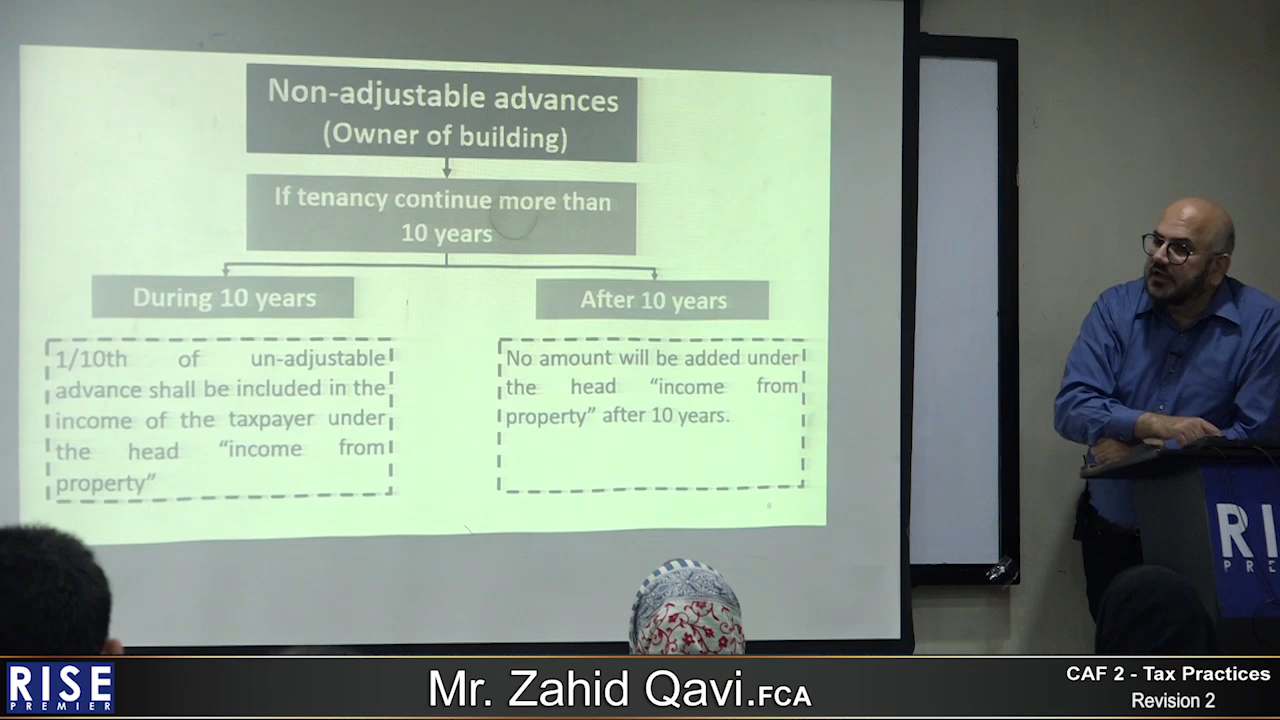 Non-adjustable advances
(Owner of building)
If tenancy continue more than
10 years
During 10 years
After 10 years
1/10th of un-adjustable
advance shall be included in the
income of the taxpayer under
the head “income from
property”
No amount will be added under
the head “income from
property” after 10 years.
RI
PRE
RISE
PREMIER
Mr. Zahid Qavi.FCA
CAF 2 - Tax Practices
Revision 2